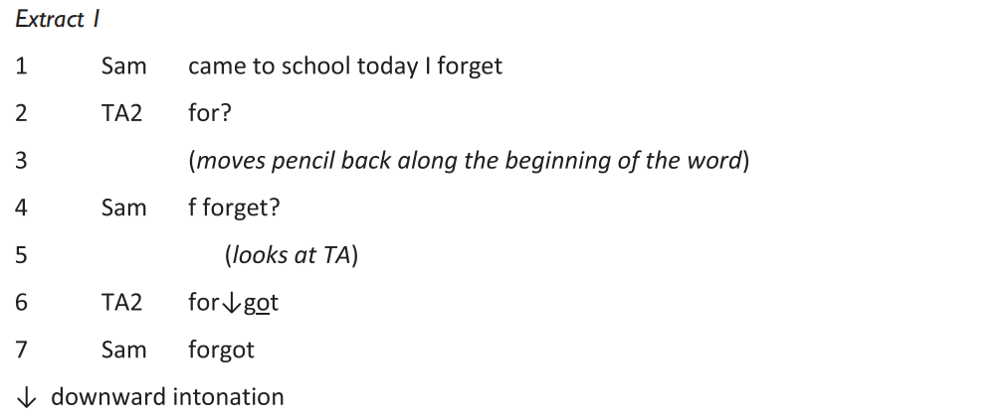 Extract I
1 Sam came to school today I forget
2 TA2 for?
3 (moves pencil back along the beginning of the word)
4 Sam f forget?
5 (looks at TA)
6 TA2 for↓got
7 Sam forgot
↓ downward intonation